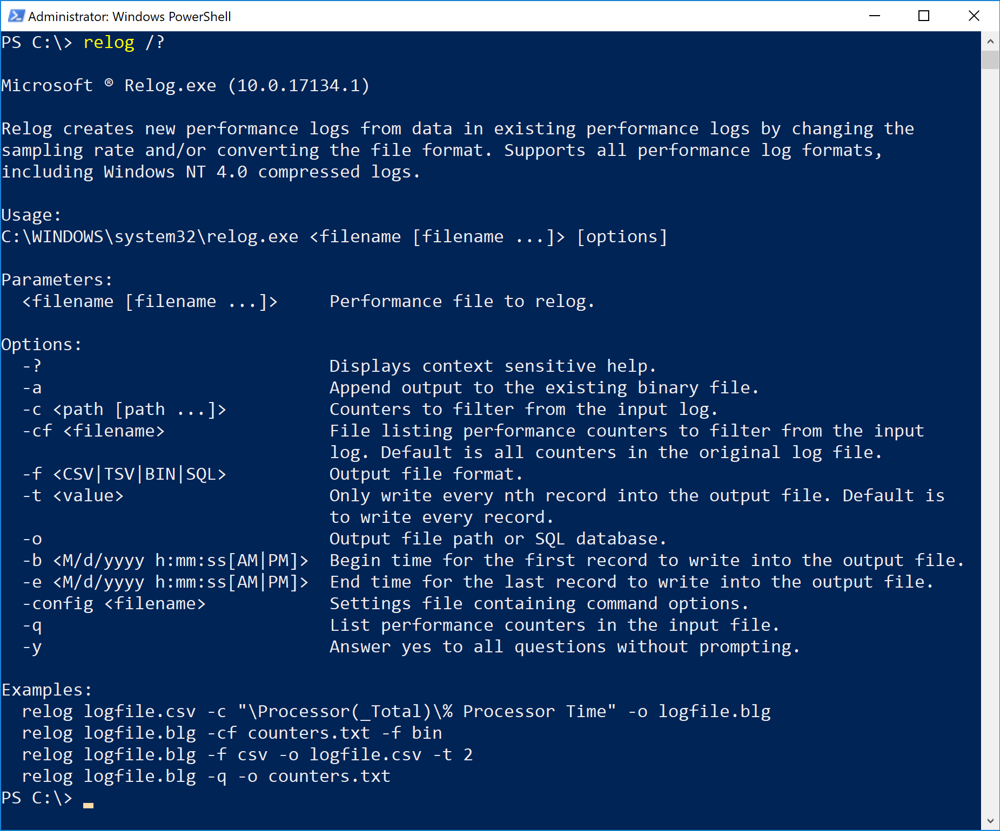 Administrator: Windows PowerShell
PS C:\> relog /?
Microsoft ® Relog.exe (10.0.17134.1)
Relog creates new performance logs from data in existing performance logs by changing the
sampling rate and/or converting the file format. Supports all performance log formats,
including Windows NT 4.0 compressed logs.
Usage:
C:\WINDOWS\system32\relog.exe <filename [filename ...]> [options]
Parameters:
  <filename [filename ...]>     Performance file to relog.
Options:
  -?                            Displays context sensitive help.
  -a                            Append output to the existing binary file.
  -c <path [path ...]>          Counters to filter from the input log.
  -cf <filename>                File listing performance counters to filter from the input
                                log. Default is all counters in the original log file.
  -f <CSV|TSV|BIN|SQL>          Output file format.
  -t <value>                    Only write every nth record into the output file. Default is
                                to write every record.
  -o                            Output file path or SQL database.
  -b <M/d/yyyy h:mm:ss[AM|PM]>  Begin time for the first record to write into the output file.
  -e <M/d/yyyy h:mm:ss[AM|PM]>  End time for the last record to write into the output file.
  -config <filename>            Settings file containing command options.
  -q                            List performance counters in the input file.
  -y                            Answer yes to all questions without prompting.
Examples:
  relog logfile.csv -c "\Processor(_Total)\% Processor Time" -o logfile.blg
  relog logfile.blg -cf counters.txt -f bin
  relog logfile.blg -f csv -o logfile.csv -t 2
  relog logfile.blg -q -o counters.txt
PS C:\>